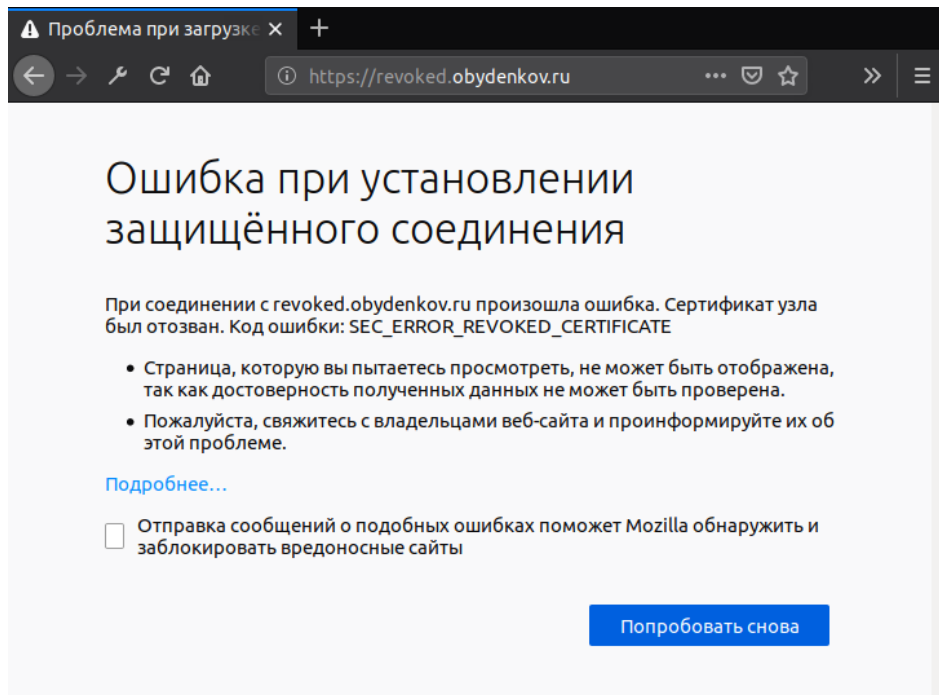 Проблема при загрузке
https://revoked.obydenkov.ru
Ошибка при установлении
защищённого соединения
При соединении с revoked.obydenkov.ru произошла ошибка. Сертификат узла
был отозван. Код ошибки: SEC_ERROR_REVOKED_CERTIFICATE
• Страница, которую вы пытаетесь просмотреть, не может быть отображена,
так как достоверность полученных данных не может быть проверена.
• Пожалуйста, свяжитесь с владельцами веб-сайта и проинформируйте их об
этой проблеме.
Подробнее...
Отправка сообщений о подобных ошибках поможет Mozilla обнаружить и
заблокировать вредоносные сайты
Попробовать снова